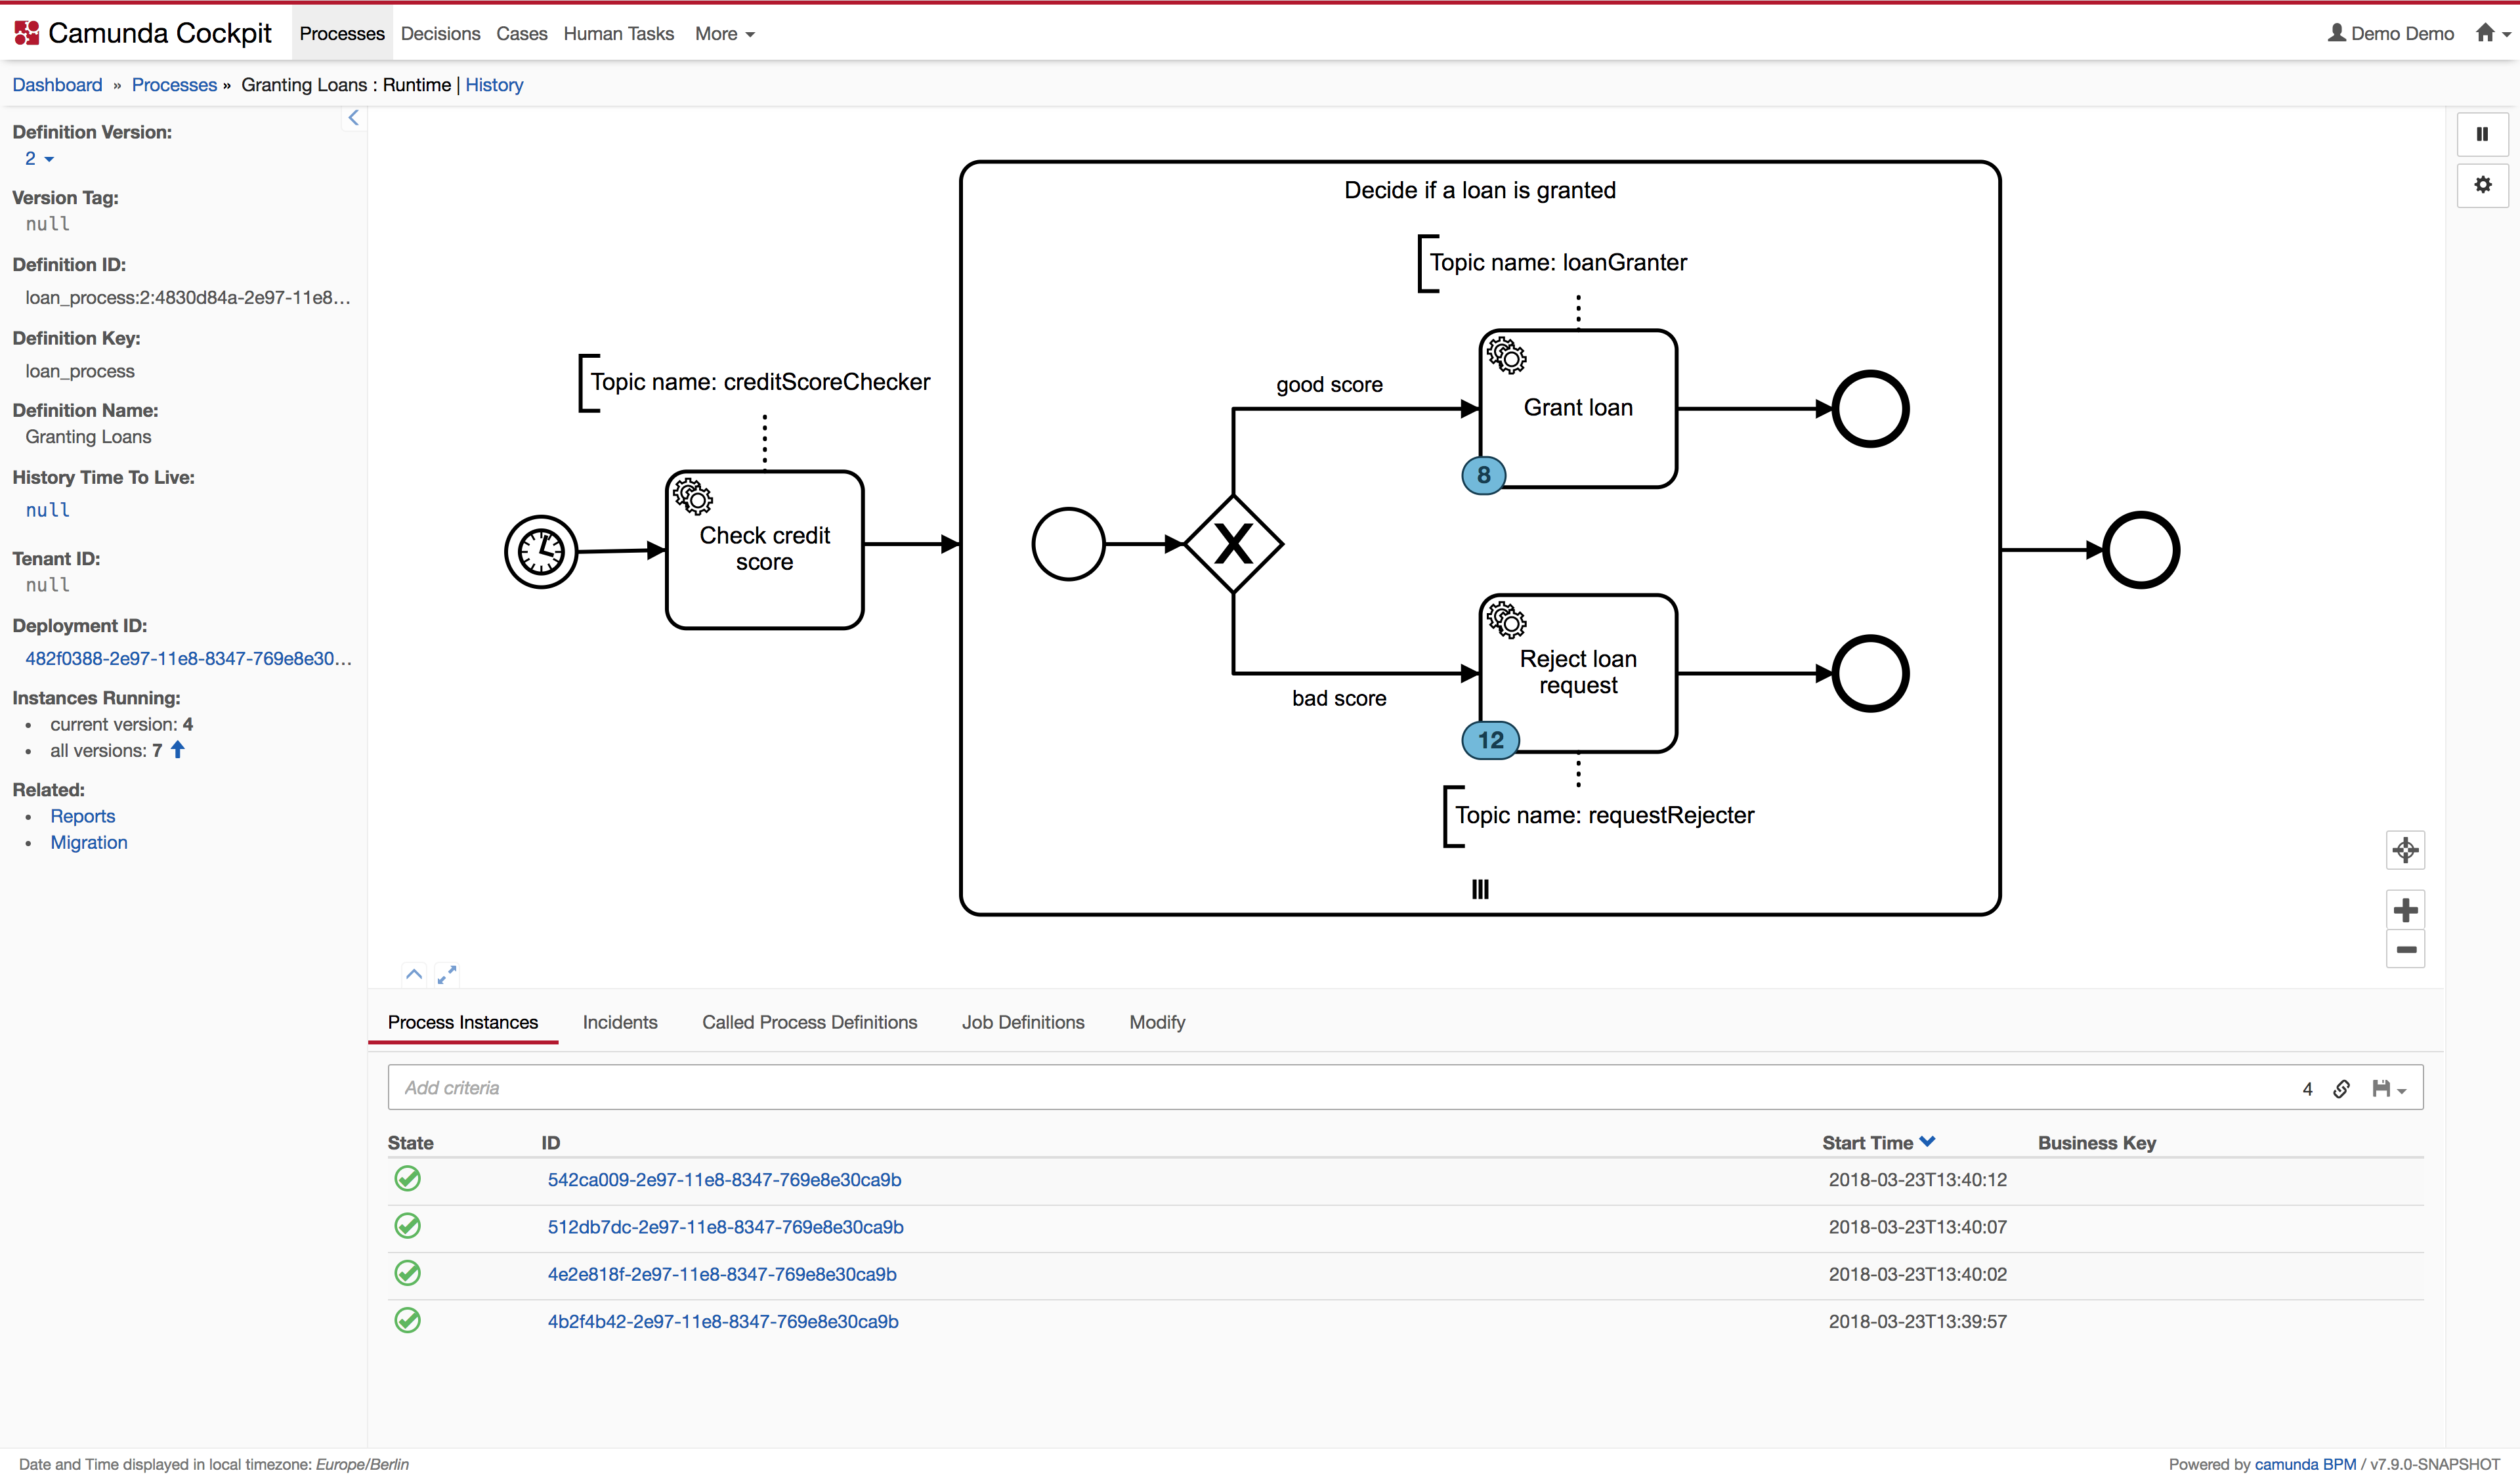 Camunda Cockpit Processes Decisions Cases Human Tasks More Demo Demo
Dashboard » Processes » Granting Loans : Runtime | History
Definition Version:
2
Version Tag:
null
Definition ID:
loan_process:2:4830d84a-2e97-11e8...
Definition Key:
loan_process
Definition Name:
Granting Loans
History Time To Live:
null
Tenant ID:
null
Deployment ID:
482f0388-2e97-11e8-8347-769e8e30...
Instances Running:
• current version: 4
• all versions: 7
Related:
• Reports
• Migration
Decide if a loan is granted
Topic name: loanGranter
Topic name: creditScoreChecker
good score
Grant loan
8
Check credit
score
X
Reject loan
request
bad score
12
Topic name: requestRejecter
Process Instances Incidents Called Process Definitions Job Definitions Modify
Add criteria 4
State ID Start Time Business Key
542ca009-2e97-11e8-8347-769e8e30ca9b 2018-03-23T13:40:12
512db7dc-2e97-11e8-8347-769e8e30ca9b 2018-03-23T13:40:07
4e2e818f-2e97-11e8-8347-769e8e30ca9b 2018-03-23T13:40:02
4b2f4b42-2e97-11e8-8347-769e8e30ca9b 2018-03-23T13:39:57
Date and Time displayed in local timezone: Europe/Berlin Powered by camunda BPM / v7.9.0-SNAPSHOT